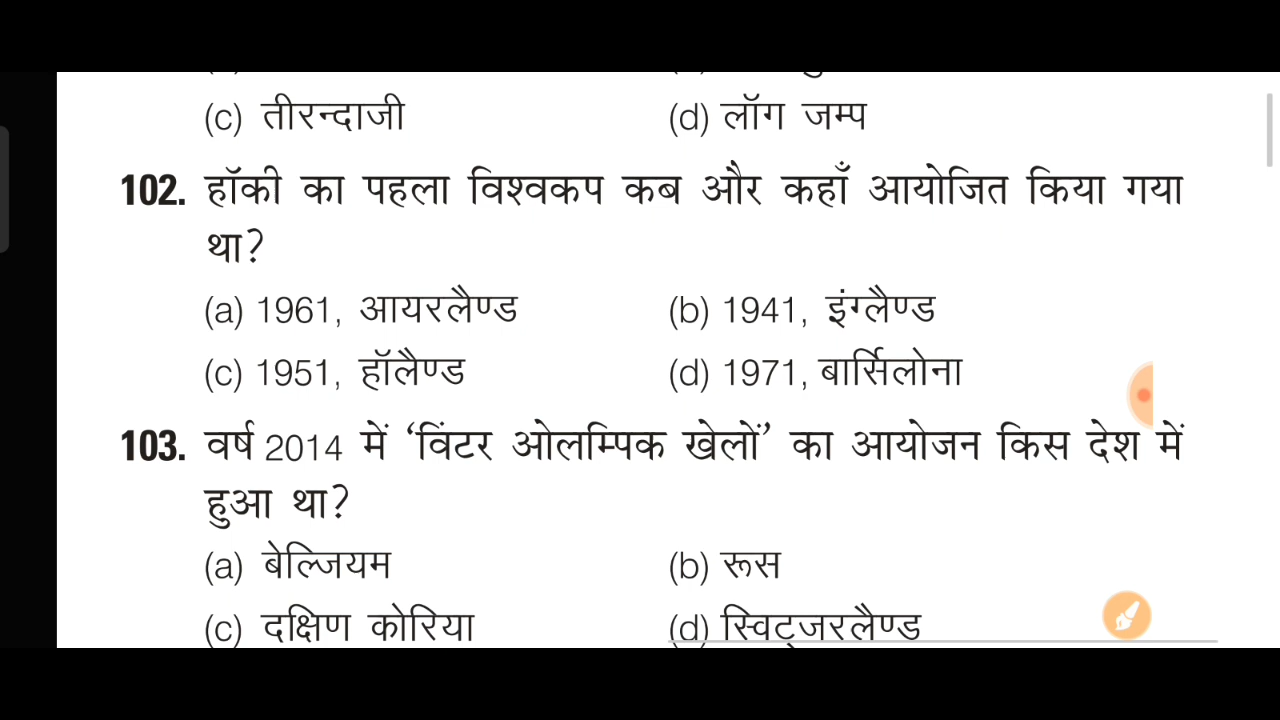 (c) तीरन्दाजी (d) लॉग जम्प
102. हॉकी का पहला विश्वकप कब और कहाँ आयोजित किया गया
था?
(a) 1961, आयरलैण्ड (b) 1941, इंग्लैण्ड
(c) 1951, हॉलैण्ड (d) 1971, बार्सिलोना
103. वर्ष 2014 में ‘विंटर ओलम्पिक खेलों’ का आयोजन किस देश में
हुआ था?
(a) बेल्जियम (b) रूस
(c) दक्षिण कोरिया (d) स्विट्जरलैण्ड